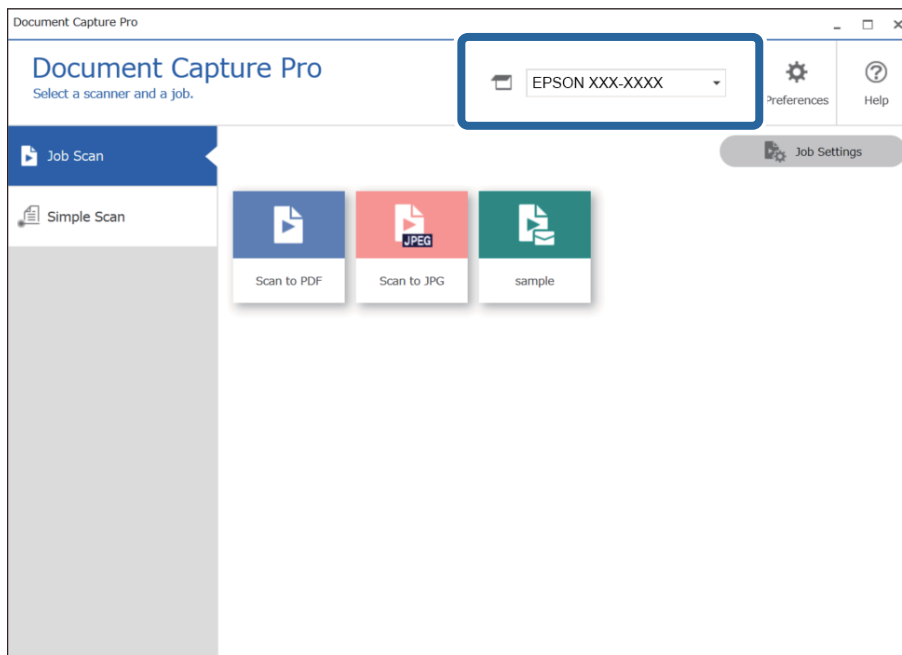 Document Capture Pro
Document Capture Pro
Select a scanner and a job.
EPSON XXX-XXXX
Preferences
Help
Job Scan
Job Settings
Simple Scan
JPEG
Scan to PDF
Scan to JPG
sample